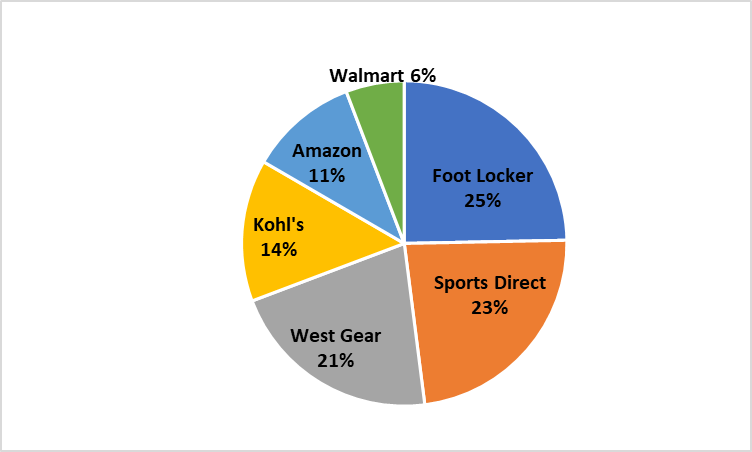 Walmart 6%
Foot Locker
25%
Sports Direct
23%
West Gear
21%
Kohl's
14%
Amazon
11%